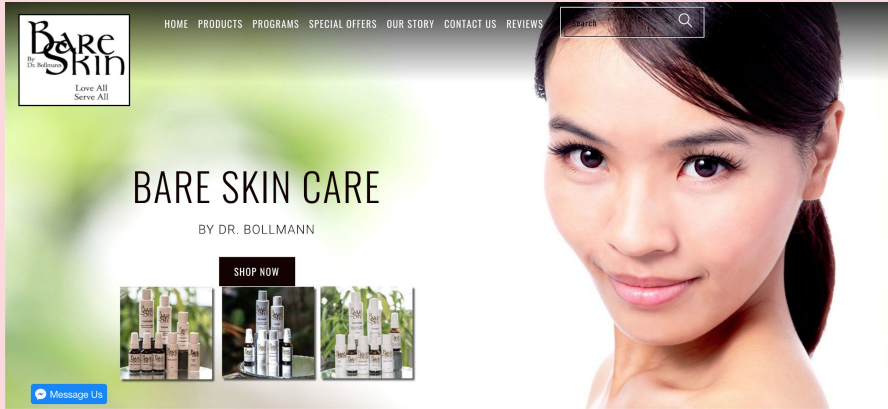 BARE
SKIN
By
Dr. Bollmann
Love All
Serve All
HOME PRODUCTS PROGRAMS SPECIAL OFFERS OUR STORY CONTACT US REVIEWS
search
BARE SKIN CARE
BY DR. BOLLMANN
SHOP NOW
Message Us